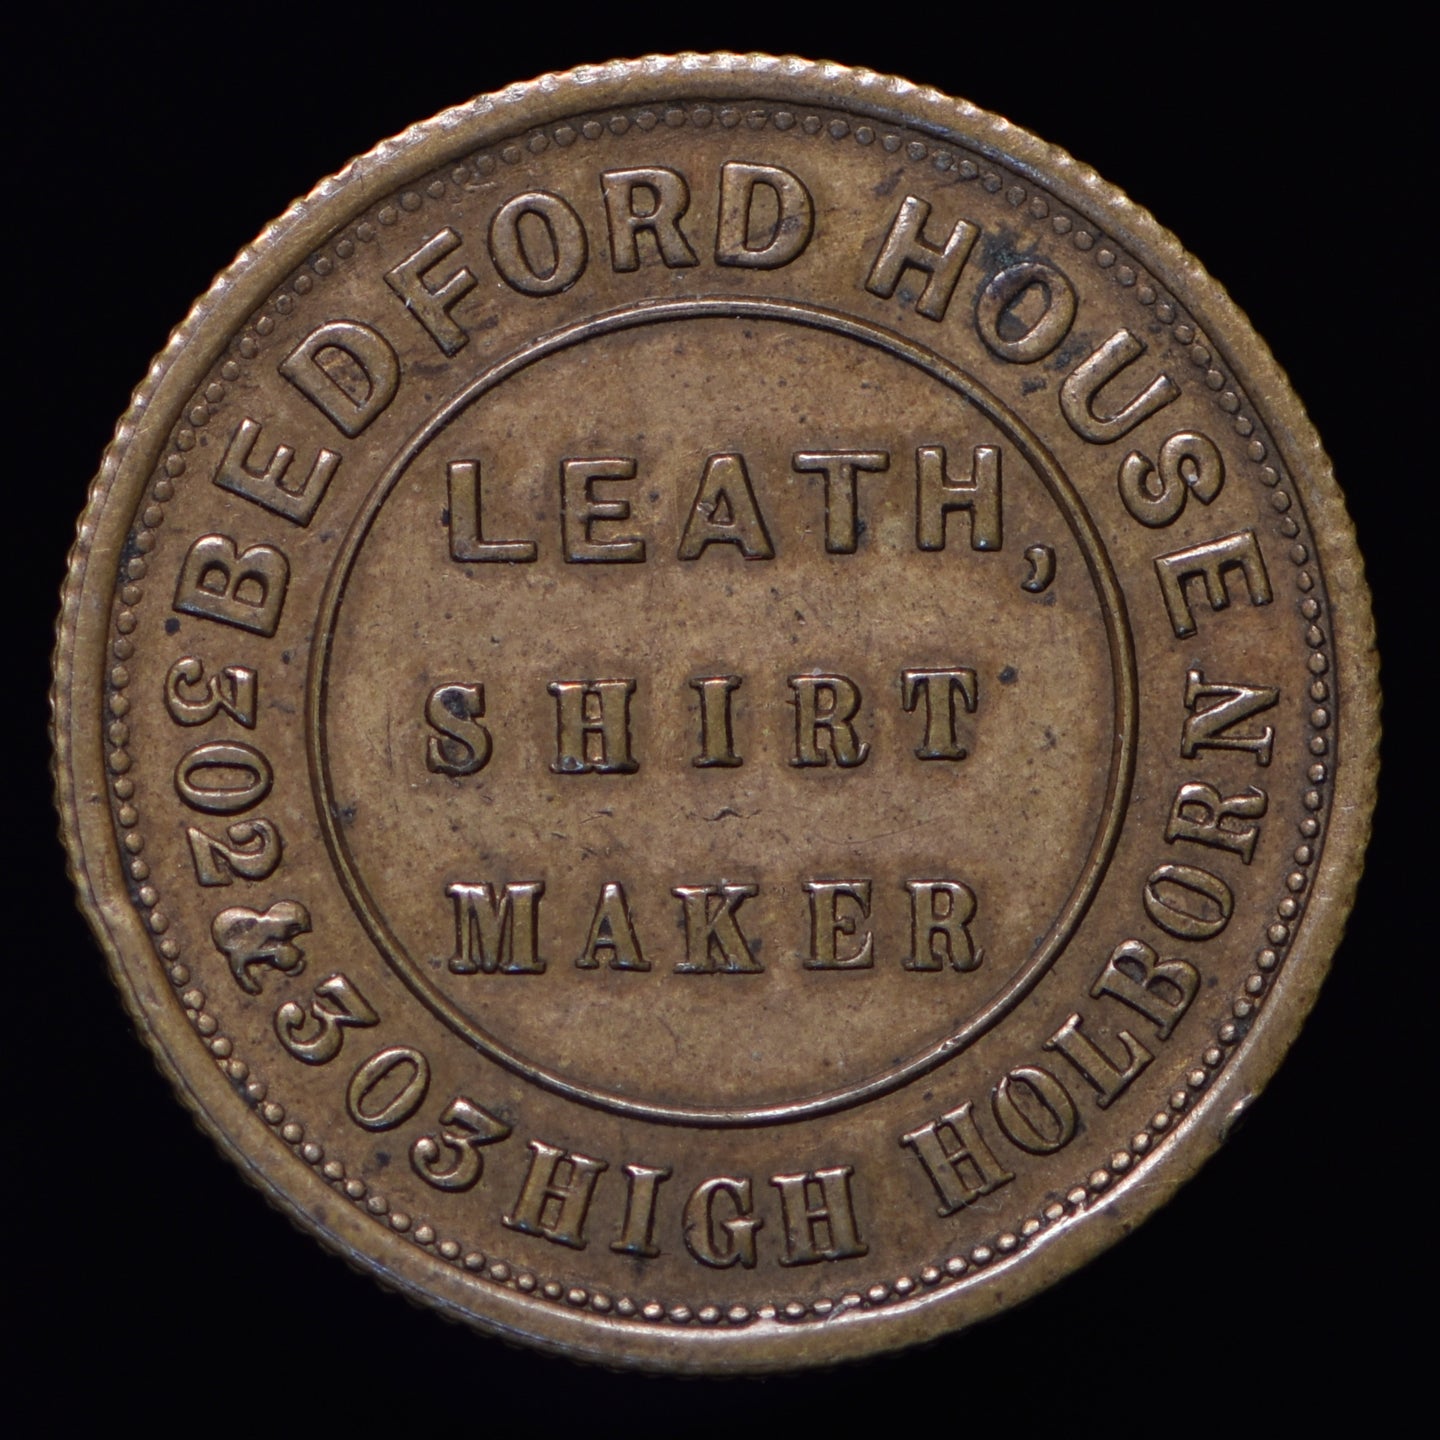 BEDFORD HOUSE
302 & 303 HIGH HOLBORN
LEATH,
SHIRT
MAKER